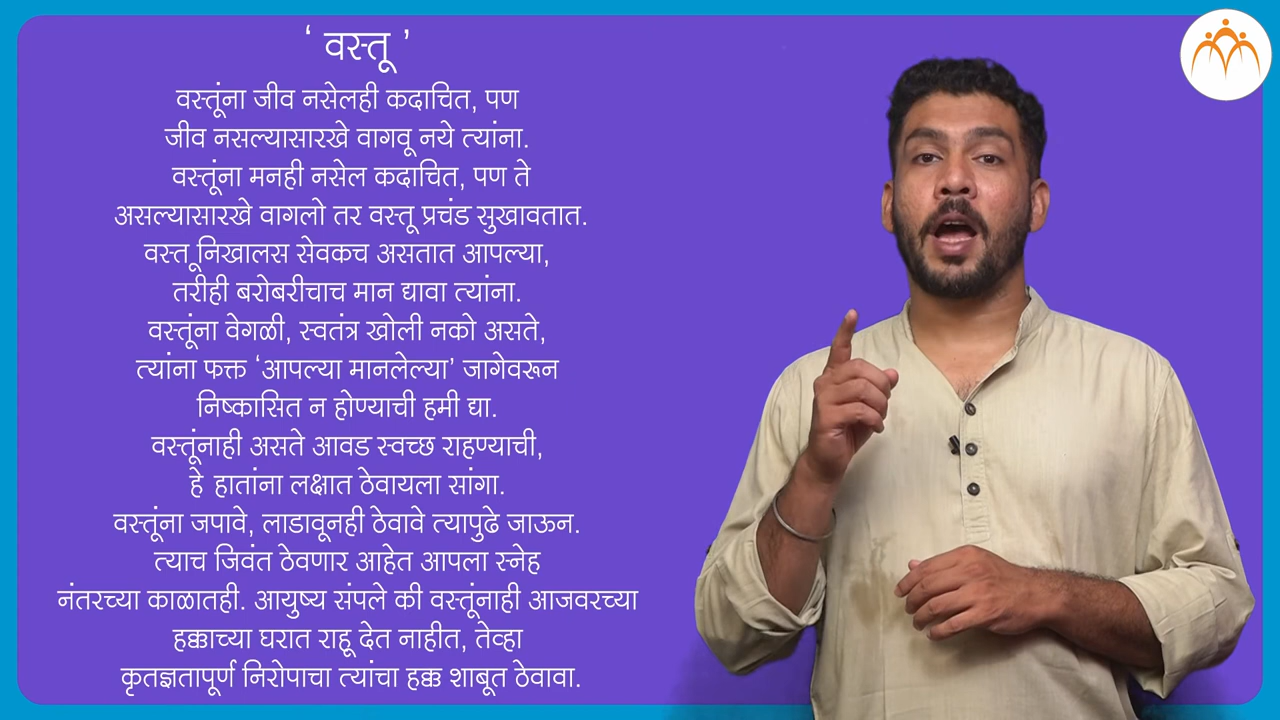 ‘ वस्तू ’
वस्तूंना जीव नसेलही कदाचित, पण
जीव नसल्यासारखे वागवू नये त्यांना.
वस्तूंना मनही नसेल कदाचित, पण ते
असल्यासारखे वागलो तर वस्तू प्रचंड सुखावतात.
वस्तू निखालस सेवकच असतात आपल्या,
तरीही बरोबरीचाच मान द्यावा त्यांना.
वस्तूंना वेगळी, स्वतंत्र खोली नको असते,
त्यांना फक्त ‘आपल्या मानलेल्या’ जागेवरून
निष्कासित न होण्याची हमी द्या.
वस्तूंनाही असते आवड स्वच्छ राहण्याची,
हे हातांना लक्षात ठेवायला सांगा.
वस्तूंना जपावे, लाडावूनही ठेवावे त्यापुढे जाऊन.
त्याच जिवंत ठेवणार आहेत आपला स्नेह
नंतरच्या काळातही. आयुष्य संपले की वस्तूंनाही आजवरच्या
हक्काच्या घरात राहू देत नाहीत, तेव्हा
कृतज्ञतापूर्ण निरोपाचा त्यांचा हक्क शाबूत ठेवावा.